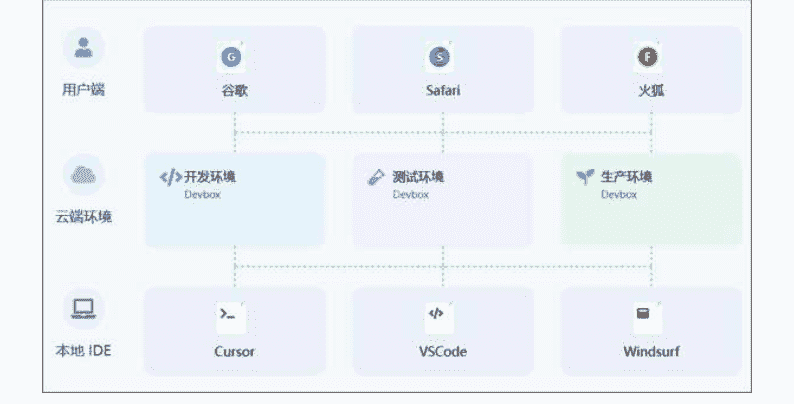 用户端
G
谷歌
S
Safari
F
火狐
云端环境
</> 开发环境
Devbox
测试环境
Devbox
生产环境
Devbox
本地 IDE
>_
Cursor
</>
VSCode
Windsurf